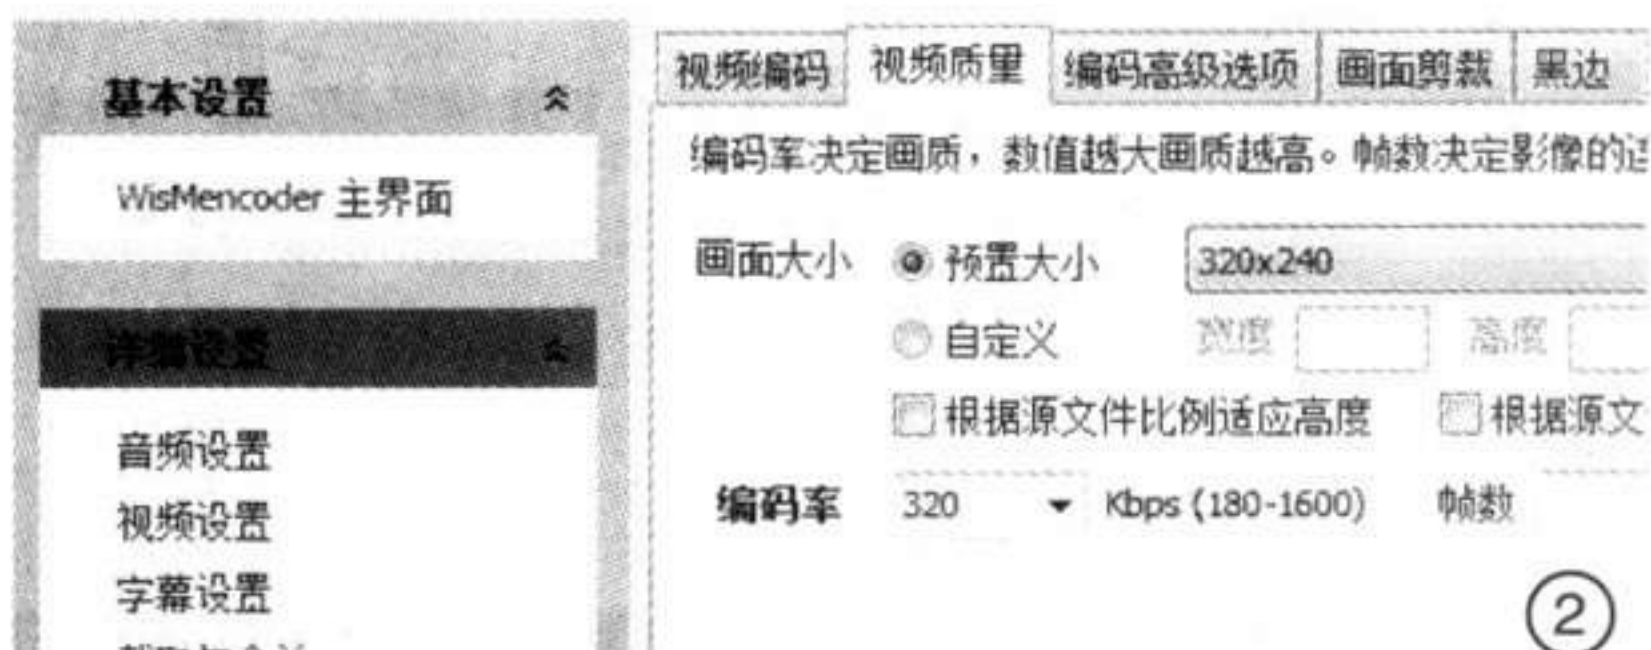 基本设置
WisMencoder 主界面
详细设置
音频设置
视频设置
字幕设置
视频编码 视频质里 编码高级选项 画面剪裁 黑边
编码率决定画质，数值越大画质越高。帧数决定影像的
画面大小 预置大小 320x240
自定义 宽度 高度
根据源文件比例适应高度 根据源文
编码率 320 Kbps (180-1600) 帧数
②